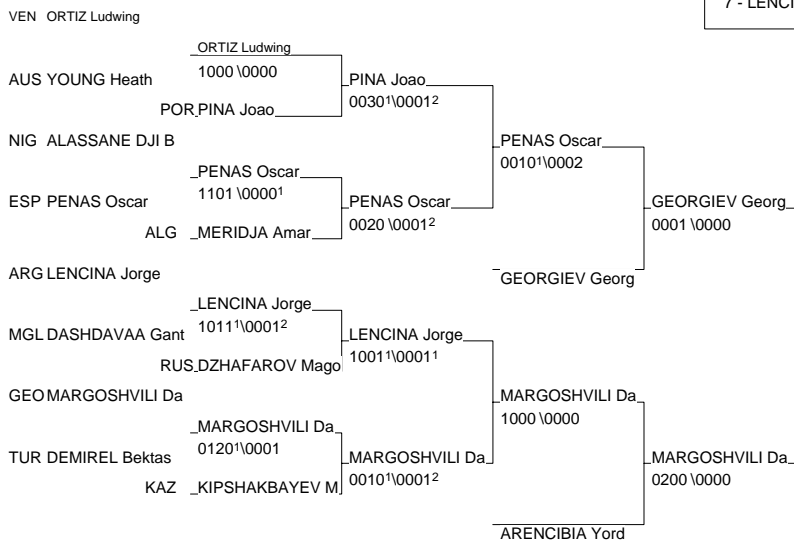 7 - LENCI
VEN ORTIZ Ludwing
ORTIZ Ludwing
1000 \0000
AUS YOUNG Heath
PINA Joao
0030¹\0001²
POR PINA Joao
NIG ALASSANE DJI B
PENAS Oscar
0010¹\0002
PENAS Oscar
1101 \0000¹
ESP PENAS Oscar
PENAS Oscar
0020 \0001²
GEORGIEV Georg
0001 \0000
ALG MERIDJA Amar
ARG LENCINA Jorge
GEORGIEV Georg
LENCINA Jorge
1011¹\0001²
MGL DASHDAVAA Gant
LENCINA Jorge
1001¹\0001¹
RUS DZHAFAROV Mago
GEO MARGOSHVILI Da
MARGOSHVILI Da
1000 \0000
MARGOSHVILI Da
0120¹\0001
TUR DEMIREL Bektas
MARGOSHVILI Da
0010¹\0001²
MARGOSHVILI Da
0200 \0000
KAZ KIPSHAKBAYEV M
ARENCIBIA Yord